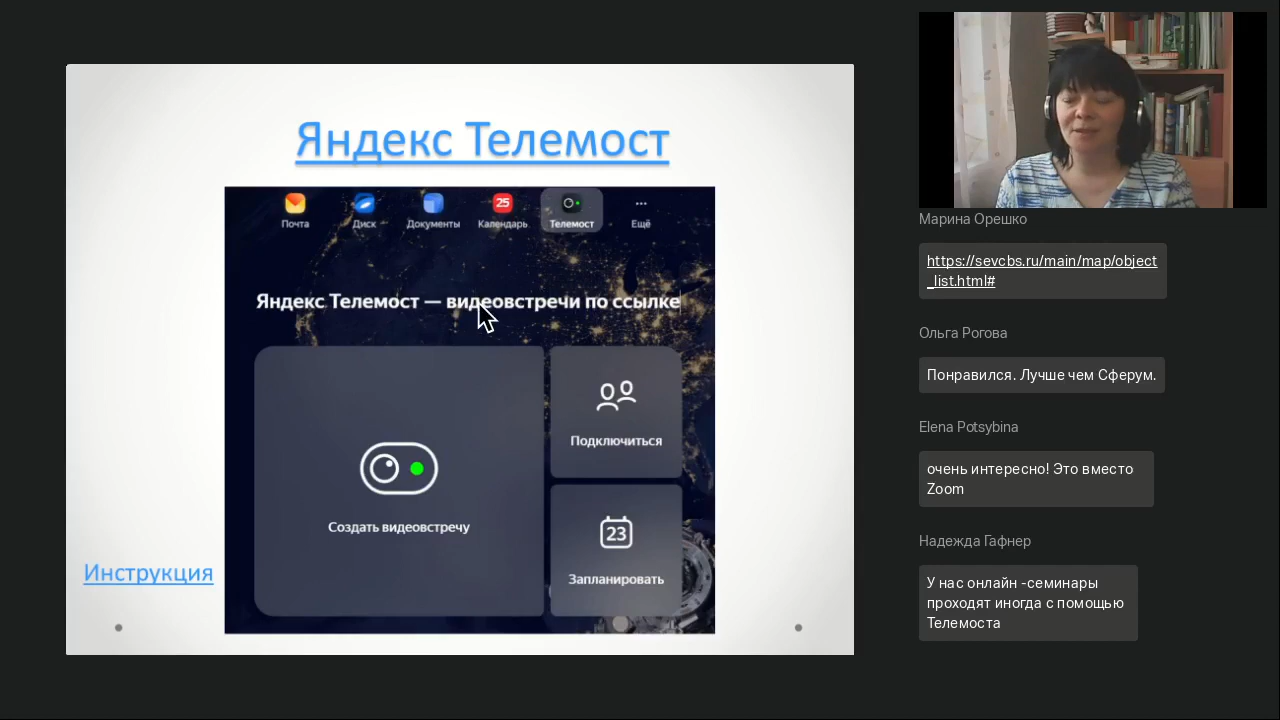 Яндекс Телемост
Почта
Диск
Документы
25
Календарь
Телемост
Ещё
Яндекс Телемост — видеовстречи по ссылке
Создать видеовстречу
Подключиться
23
Запланировать
Инструкция
Марина Орешко
https://sevcbs.ru/main/map/object
_list.html#
Ольга Рогова
Понравился. Лучше чем Сферум.
Elena Potsybina
очень интересно! Это вместо
Zoom
Надежда Гафнер
У нас онлайн -семинары
проходят иногда с помощью
Телемоста